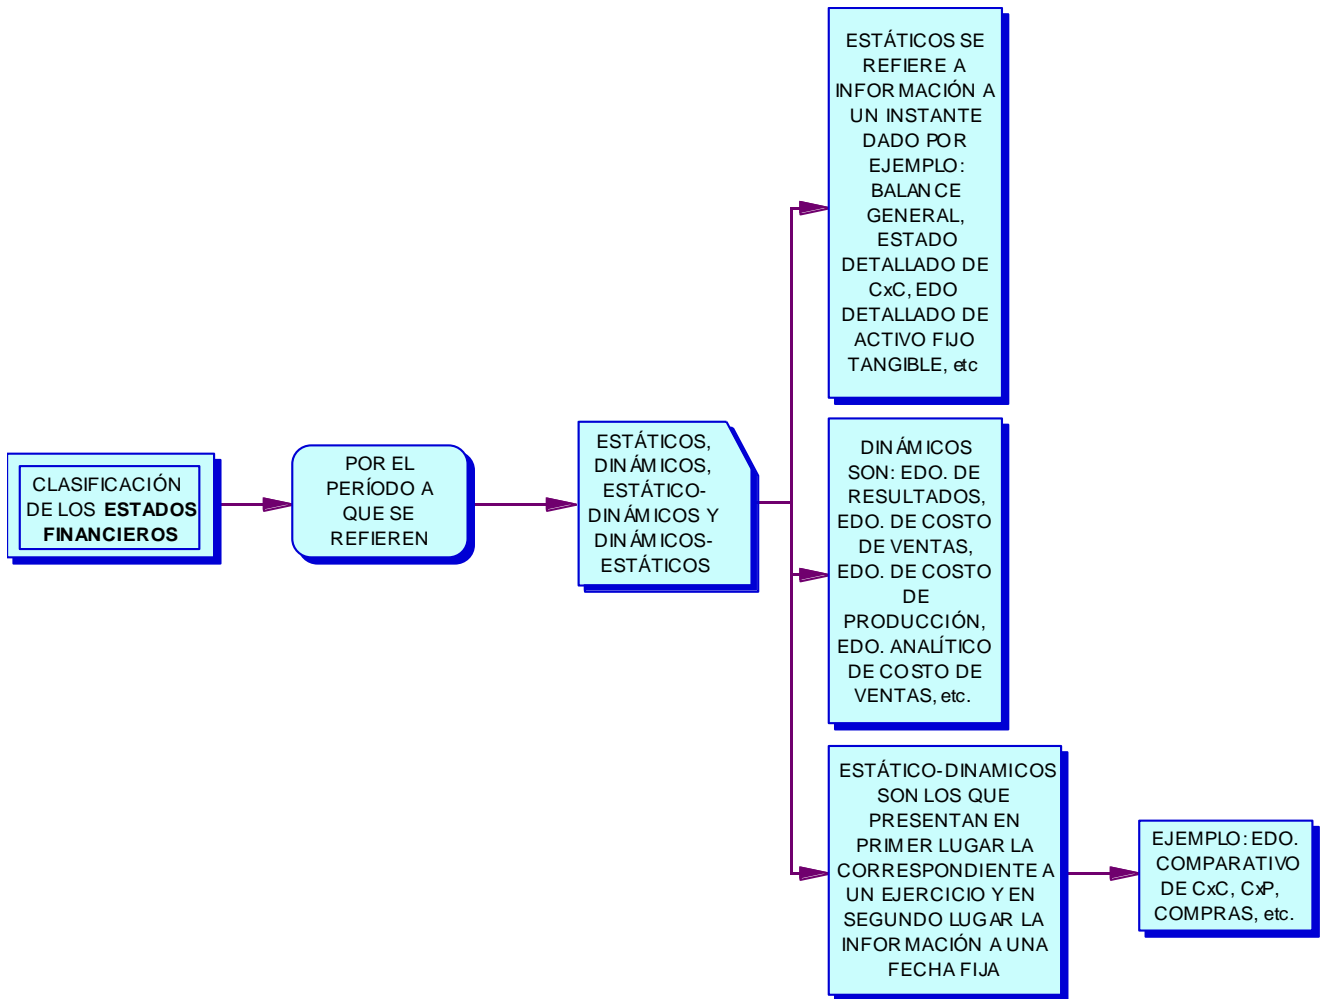 CLASIFICACIÓN
DE LOS ESTADOS
FINANCIEROS
POR EL
PERÍODO A
QUE SE
REFIEREN
ESTÁTICOS,
DINÁMICOS,
ESTÁTICO-
DINÁMICOS Y
DINÁMICOS-
ESTÁTICOS
ESTÁTICOS SE
REFIERE A
INFORMACIÓN A
UN INSTANTE
DADO POR
EJEMPLO:
BALANCE
GENERAL,
ESTADO
DETALLADO DE
CxC, EDO
DETALLADO DE
ACTIVO FIJO
TANGIBLE, etc
DINÁMICOS
SON: EDO. DE
RESULTADOS,
EDO. DE COSTO
DE VENTAS,
EDO. DE COSTO
DE
PRODUCCIÓN,
EDO. ANALÍTICO
DE COSTO DE
VENTAS, etc.
ESTÁTICO-DINAMICOS
SON LOS QUE
PRESENTAN EN
PRIMER LUGAR LA
CORRESPONDIENTE A
UN EJERCICIO Y EN
SEGUNDO LUGAR LA
INFORMACIÓN A UNA
FECHA FIJA
EJEMPLO: EDO.
COMPARATIVO
DE CxC, CxP,
COMPRAS, etc.